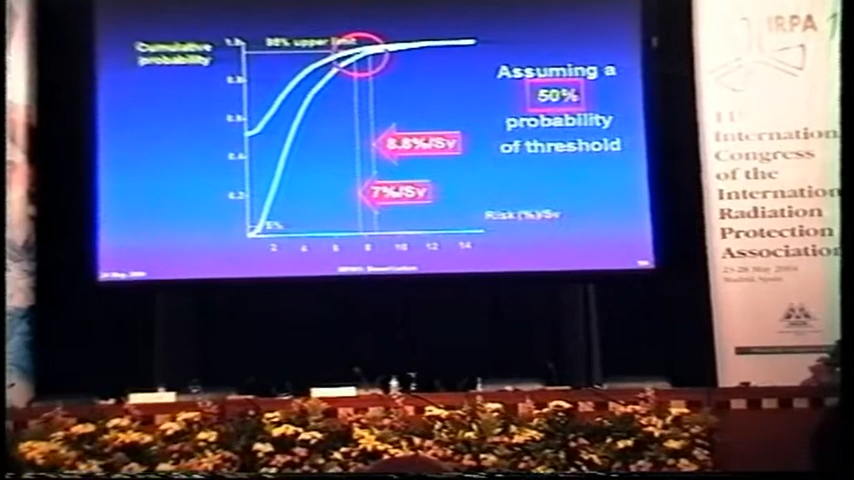 Cumulative
probability
1.0
95% upper limit
0.8
0.6
0.4
0.2
5%
2 4 6 8 10 12 14
Risk (%)/Sv
8.8%/Sv
7%/Sv
Assuming a
50%
probability
of threshold
IRPA 11
11th
International
Congress
of the
International
Radiation
Protection
Association
23-28 May 2004
Madrid, Spain